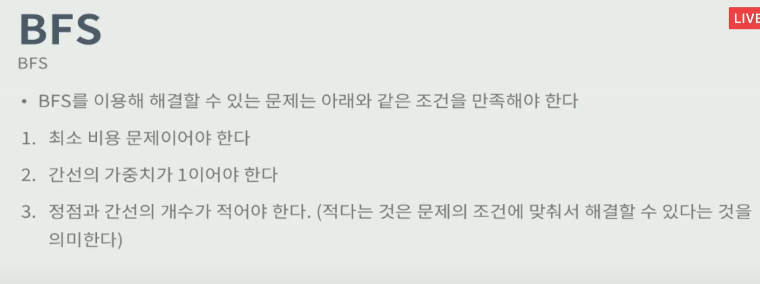 BFS
LIVE
BFS
• BFS를 이용해 해결할 수 있는 문제는 아래와 같은 조건을 만족해야 한다
1. 최소 비용 문제이어야 한다
2. 간선의 가중치가 1이어야 한다
3. 정점과 간선의 개수가 적어야 한다. (적다는 것은 문제의 조건에 맞춰서 해결할 수 있다는 것을
의미한다)